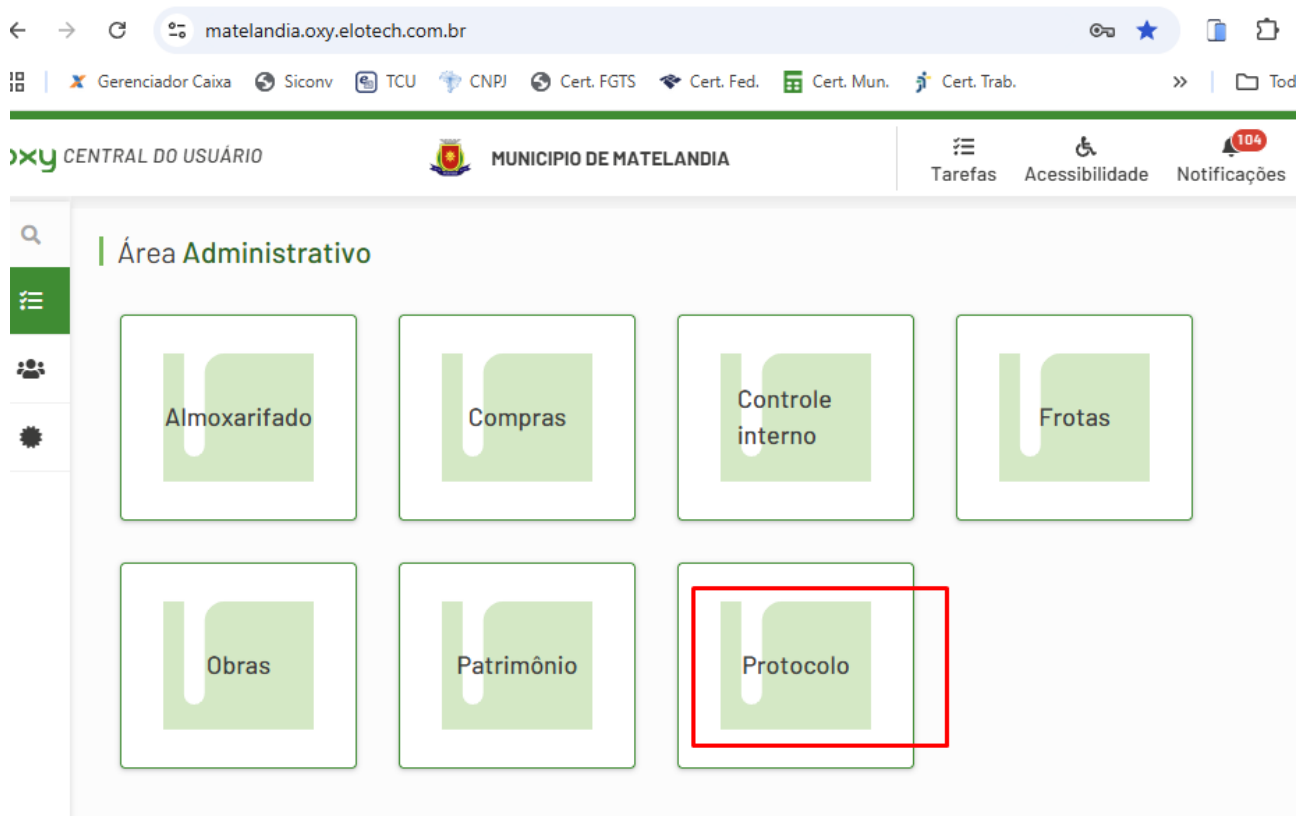 matelandia.oxy.elotech.com.br
Gerenciador Caixa Siconv TCU CNPJ Cert. FGTS Cert. Fed. Cert. Mun. Cert. Trab. » Tod
oxy CENTRAL DO USUÁRIO MUNICIPIO DE MATELANDIA Tarefas Acessibilidade 104 Notificações
Área Administrativo
Almoxarifado Compras Controle interno Frotas
Obras Patrimônio Protocolo